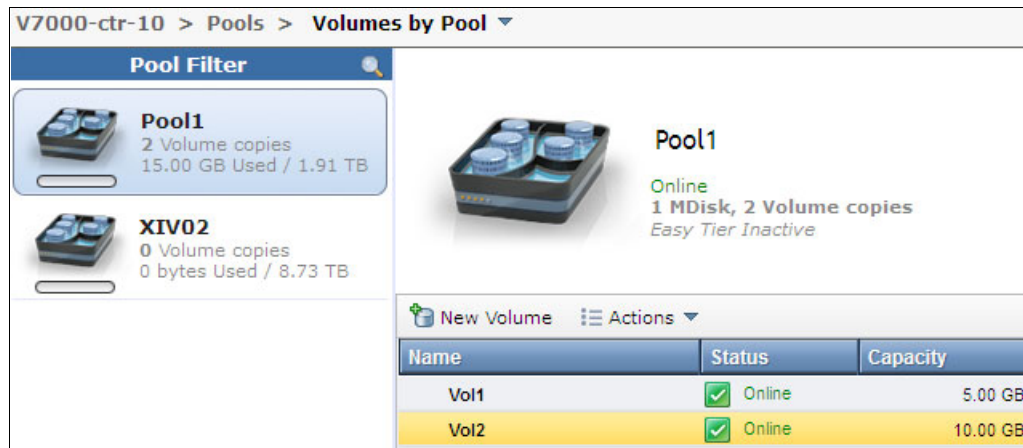 V7000-ctr-10 > Pools > Volumes by Pool
Pool Filter
Pool1
2 Volume copies
15.00 GB Used / 1.91 TB
XIV02
0 Volume copies
0 bytes Used / 8.73 TB
Pool1
Online
1 MDisk, 2 Volume copies
Easy Tier Inactive
New Volume Actions
Name Status Capacity
Vol1 Online 5.00 GB
Vol2 Online 10.00 GB